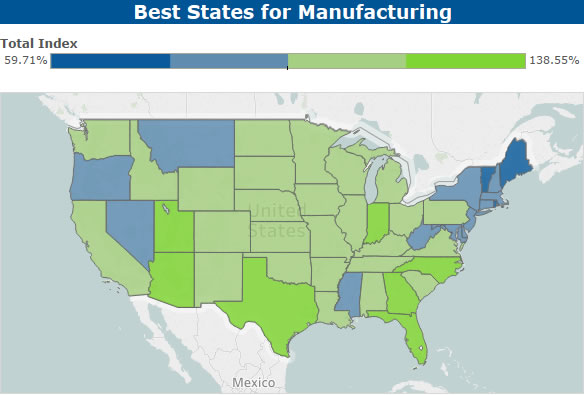 Best States for Manufacturing
Total Index
59.71% 138.55%
United
States
Mexico